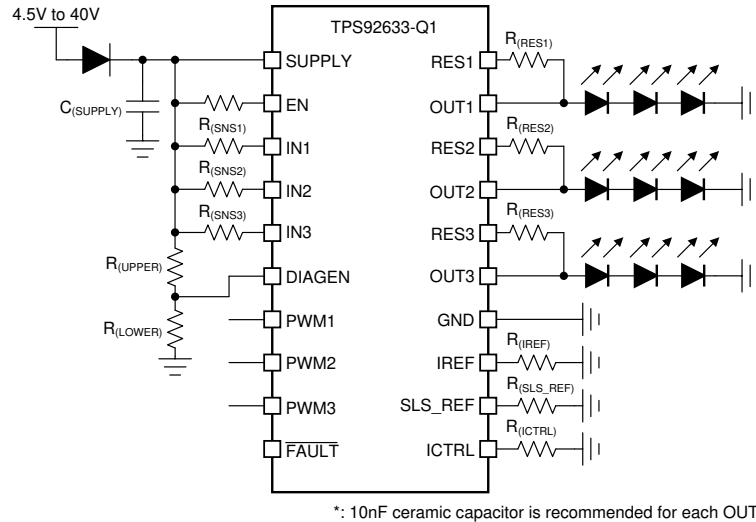 4.5V to 40V
TPS92633-Q1
C(SUPPLY)
R(SNS1)
R(SNS2)
R(SNS3)
R(UPPER)
R(LOWER)
SUPPLY
EN
IN1
IN2
IN3
DIAGEN
PWM1
PWM2
PWM3
FAULT
RES1
OUT1
RES2
OUT2
RES3
OUT3
GND
IREF
SLS_REF
ICTRL
R(RES1)
R(RES2)
R(RES3)
R(IREF)
R(SLS_REF)
R(ICTRL)
*: 10nF ceramic capacitor is recommended for each OUT